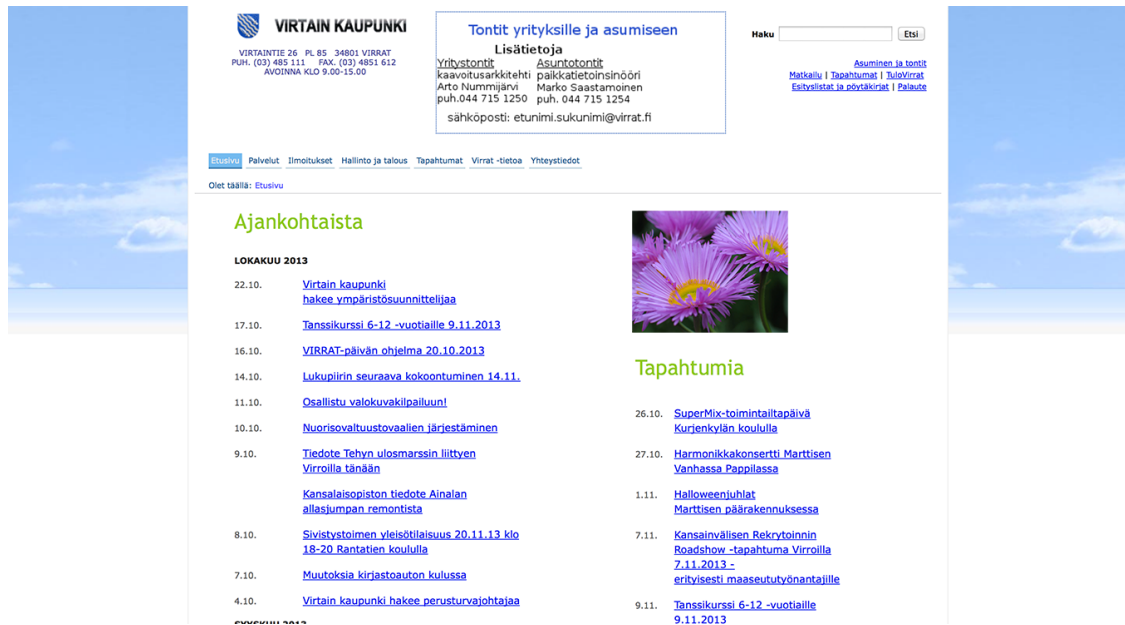 VIRTAIN KAUPUNKI
VIRTAINTIE 26 PL 85 34801 VIRRAT
PUH. (03) 485 111 FAX. (03) 4851 612
AVOINNA KLO 9.00-15.00
Tontit yrityksille ja asumiseen
Lisätietoja
Yritystontit
kaavoitusarkkitehti
Arto Nummijärvi
puh.044 715 1250
Asuntotontit
paikkatietoinsinööri
Marko Saastamoinen
puh. 044 715 1254
sähköposti: etunimi.sukunimi@virrat.fi
Haku Etsi
Asuminen ja tontit
Matkailu | Tapahtumat | TuloVirrat
Esityslistat ja pöytäkirjat | Palaute
Etusivu Palvelut Ilmoitukset Hallinto ja talous Tapahtumat Virrat -tietoa Yhteystiedot
Olet täällä: Etusivu
Ajankohtaista
LOKAKUU 2013
22.10. Virtain kaupunki
hakee ympäristösuunnittelijaa
17.10. Tanssikurssi 6-12 -vuotiaille 9.11.2013
16.10. VIRRAT-päivän ohjelma 20.10.2013
14.10. Lukupiirin seuraava kokoontuminen 14.11.
11.10. Osallistu valokuvakilpailuun!
10.10. Nuorisovaltuustovaalien järjestäminen
9.10. Tiedote Tehyn ulosmarssin liittyen
Virroilla tänään
Kansalaisopiston tiedote Ainalan
allasjumpan remontista
8.10. Sivistystoimen yleisötilaisuus 20.11.13 klo
18-20 Rantatien koululla
7.10. Muutoksia kirjastoauton kulussa
4.10. Virtain kaupunki hakee perusturvajohtajaa
SYYSKUU 2013
Tapahtumia
26.10. SuperMix-toimintailtapäivä
Kurjenkylän koululla
27.10. Harmonikkakonsertti Marttisen
Vanhassa Pappilassa
1.11. Halloweenjuhlat
Marttisen päärakennuksessa
7.11. Kansainvälisen Rekrytoinnin
Roadshow -tapahtuma Virroilla
7.11.2013 -
erityisesti maaseututyönantajille
9.11. Tanssikurssi 6-12 -vuotiaille
9.11.2013